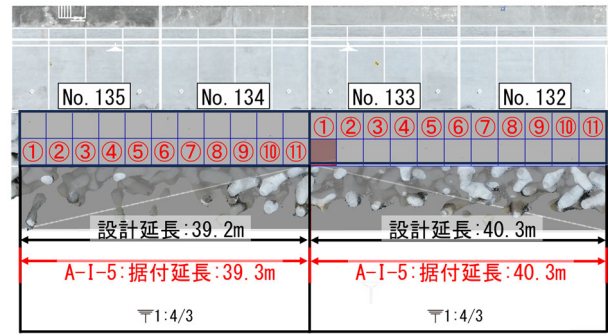 No. 135
No. 134
No. 133
No. 132
① ② ③ ④ ⑤ ⑥ ⑦ ⑧ ⑨ ⑩ ⑪
① ② ③ ④ ⑤ ⑥ ⑦ ⑧ ⑨ ⑩ ⑪
設計延長:39.2m
設計延長:40.3m
A-I-5:据付延長:39.3m
A-I-5:据付延長:40.3m
1:4/3
1:4/3